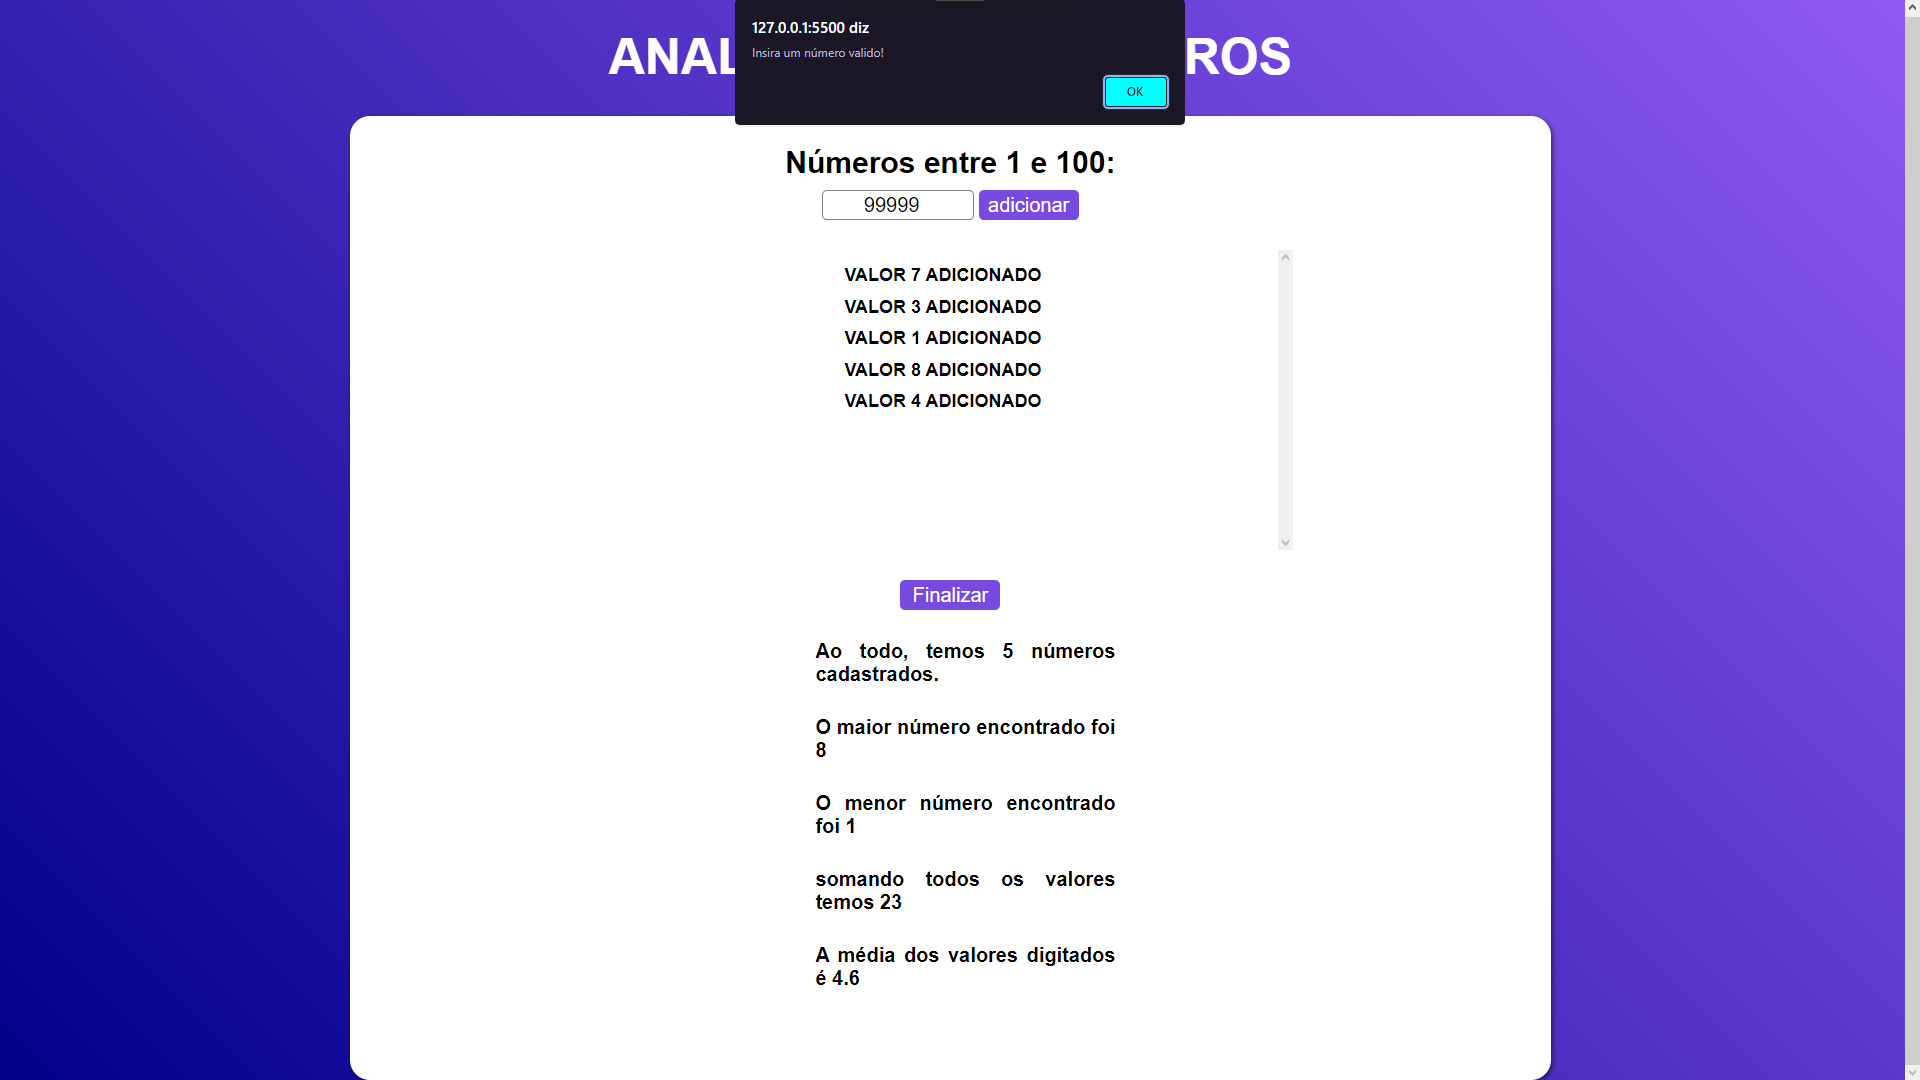 127.0.0.1:5500 diz
Insira um número valido!
OK
ANAL ROS
Números entre 1 e 100:
99999 adicionar
VALOR 7 ADICIONADO
VALOR 3 ADICIONADO
VALOR 1 ADICIONADO
VALOR 8 ADICIONADO
VALOR 4 ADICIONADO
Finalizar
Ao todo, temos 5 números
cadastrados.
O maior número encontrado foi
8
O menor número encontrado
foi 1
somando todos os valores
temos 23
A média dos valores digitados
é 4.6